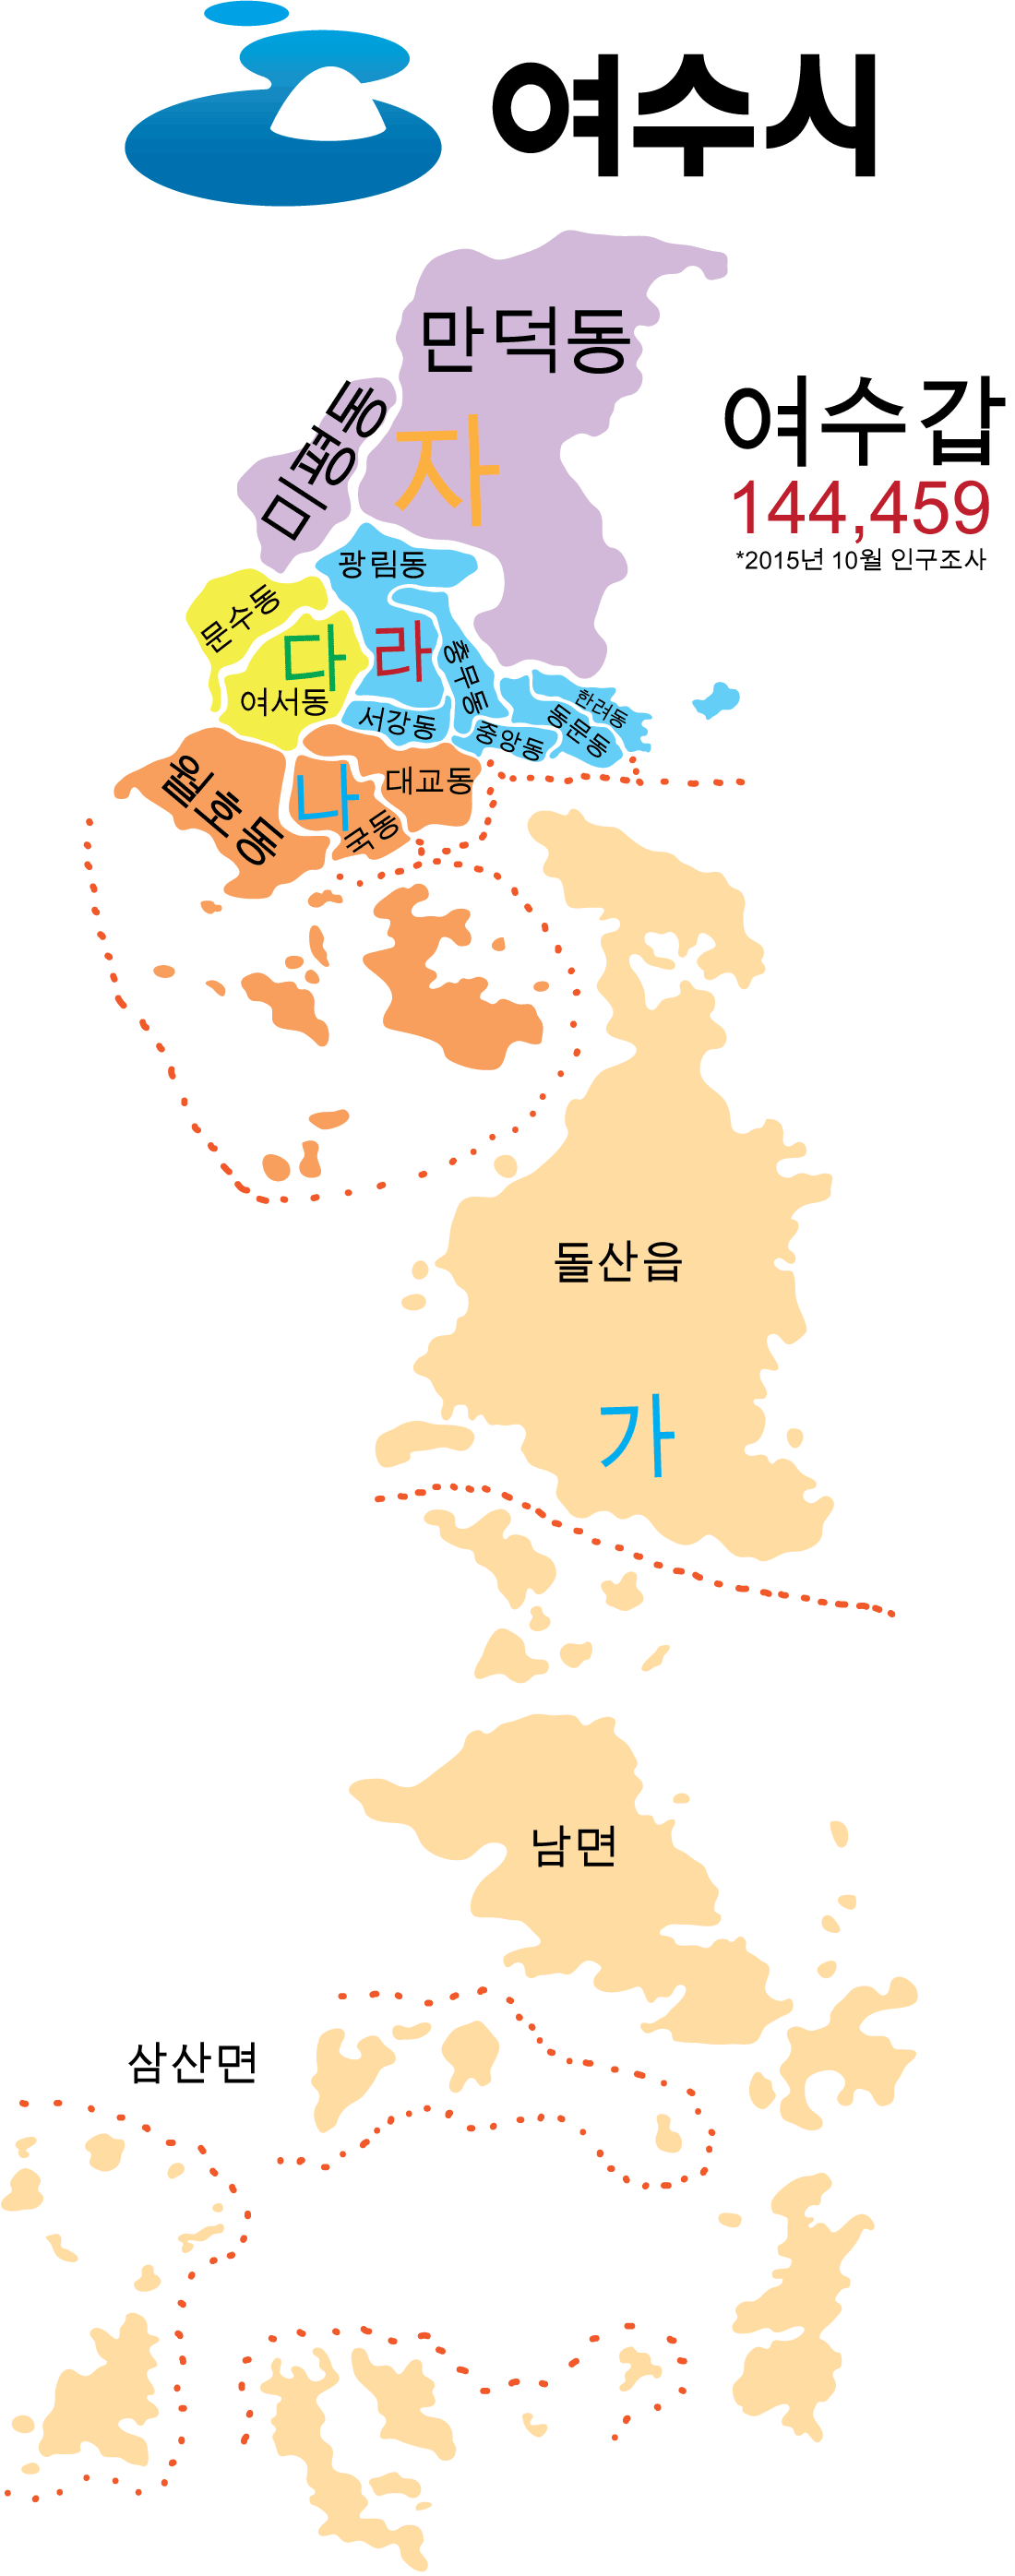 여수시
만덕동
여수갑
144,459
*2015년 10월 인구조사
미평동
자
광림동
문수동
다
라
충무동
여서동
서강동
한려동
동문동
중앙동
월호동
나
대교동
국동
돌산읍
가
남면
삼산면